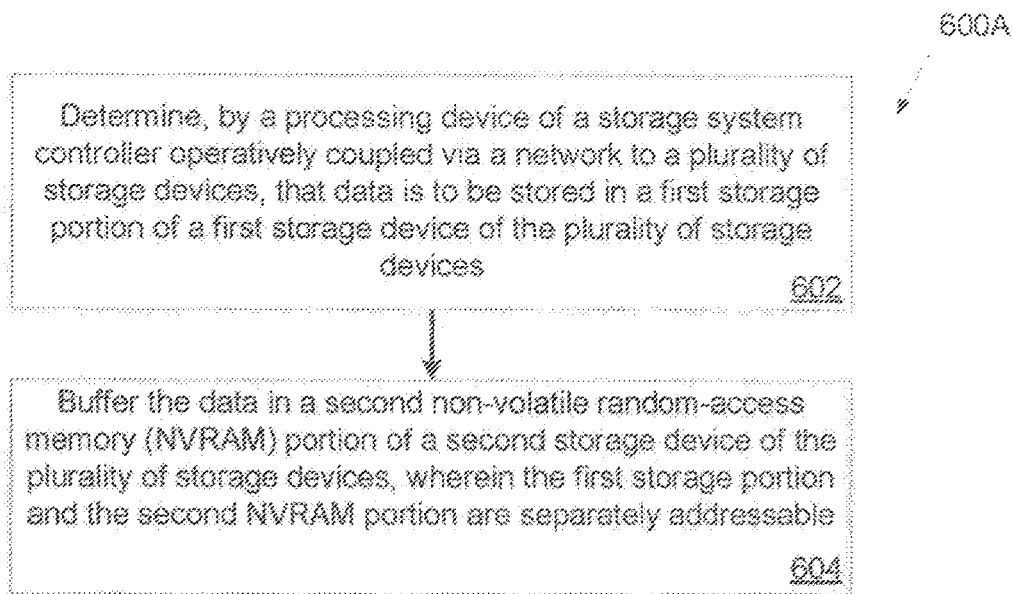 600A
Determine, by a processing device of a storage system
controller operatively coupled via a network to a plurality of
storage devices, that data is to be stored in a first storage
portion of a first storage device of the plurality of storage
devices
602
Buffer the data in a second non-volatile random-access
memory (NVRAM) portion of a second storage device of the
plurality of storage devices, wherein the first storage portion
and the second NVRAM portion are separately addressable
604